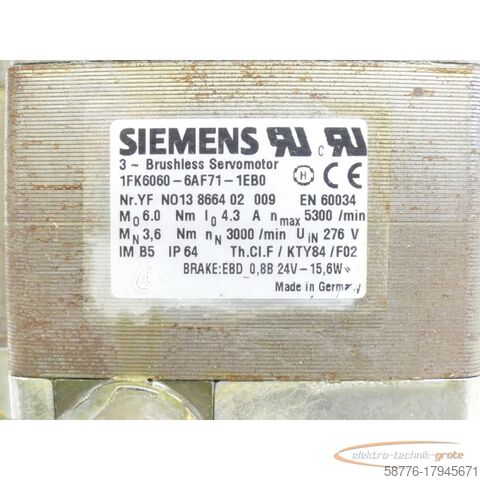 SIEMENS
c
3 ~ Brushless Servomotor
1FK6060-6AF71-1EB0
H CE
Nr.YF N013 8664 02 009 EN 60034
M0 6.0 Nm I0 4.3 A nmax 5300 /min
MN 3,6 Nm nN 3000 /min UIN 276 V
IM B5 IP 64 Th.Cl.F / KTY84 /F02
BRAKE:EBD_0,8B 24V-15,6W
Made in Germany
elektro-technik-grote
58776-17945671